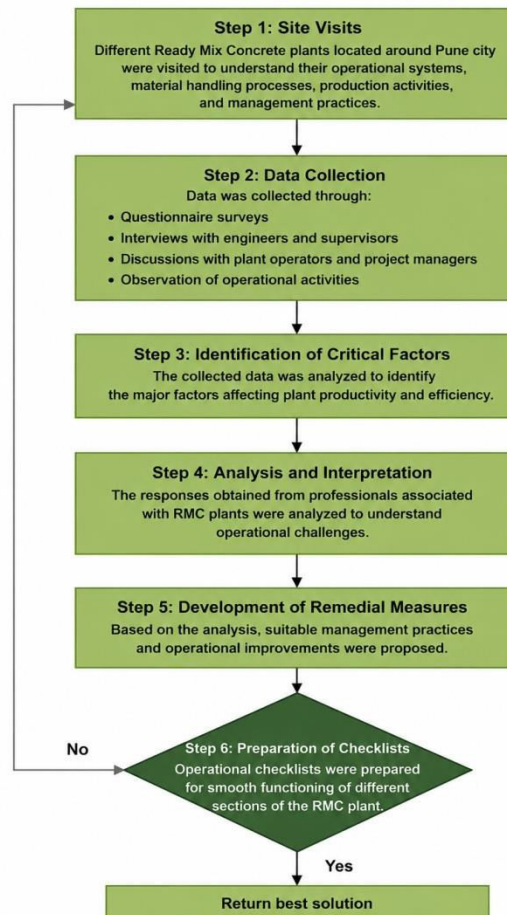 Step 1: Site Visits
Different Ready Mix Concrete plants located around Pune city
were visited to understand their operational systems,
material handling processes, production activities,
and management practices.
Step 2: Data Collection
Data was collected through:
• Questionnaire surveys
• Interviews with engineers and supervisors
• Discussions with plant operators and project managers
• Observation of operational activities
Step 3: Identification of Critical Factors
The collected data was analyzed to identify
the major factors affecting plant productivity and efficiency.
Step 4: Analysis and Interpretation
The responses obtained from professionals associated
with RMC plants were analyzed to understand
operational challenges.
Step 5: Development of Remedial Measures
Based on the analysis, suitable management practices
and operational improvements were proposed.
No
Step 6: Preparation of Checklists
Operational checklists were prepared
for smooth functioning of different
sections of the RMC plant.
Yes
Return best solution